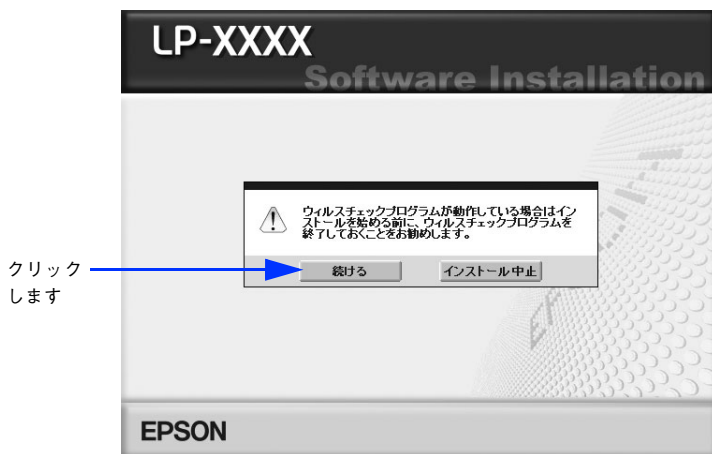 LP-XXXX
Software Installation
ウィルスチェックプログラムが動作している場合はイン
ストールを始める前に、ウィルスチェックプログラムを
終了しておくことをお勧めします。
クリック
します
続ける
インストール中止
EPSON